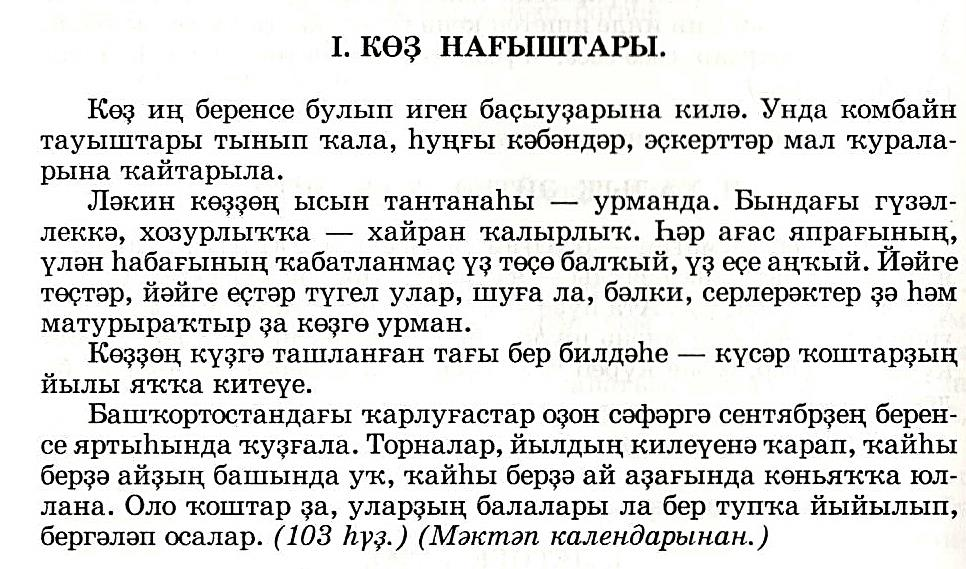 I. КӨҘ НАҒЫШТАРЫ.
Көҙ иң беренсе булып иген баҫыуҙарына килә. Унда комбайн
тауыштары тынып ҡала, һуңғы кәбәндәр, эҫкерттәр мал ҡурала-
рына ҡайтарыла.
Ләкин көҙҙөң ысын тантанаһы — урманда. Бындағы гүзәл-
леккә, хозурлыҡҡа — хайран ҡалырлыҡ. Һәр ағас япрағының,
үлән һабағының ҡабатланмаҫ үҙ төҫө балҡый, үҙ еҫе аңҡый. Йәйге
төҫтәр, йәйге еҫтәр түгел улар, шуға ла, бәлки, серлерәктер ҙә һәм
матурыраҡтыр ҙа көҙгө урман.
Көҙҙөң күҙгә ташланған тағы бер билдәһе — күсәр ҡоштарҙың
йылы яҡҡа китеүе.
Башҡортостандағы ҡарлуғастар оҙон сәфәргә сентябрҙең берен-
се яртыһында ҡуҙғала. Торналар, йылдың килеүенә ҡарап, ҡайһы
берҙә айҙың башында уҡ, ҡайһы берҙә ай аҙағында көньяҡҡа юл-
лана. Оло ҡоштар ҙа, уларҙың балалары ла бер тупҡа йыйылып,
бергәләп осалар. (103 һүҙ.) (Мәктәп календарынан.)